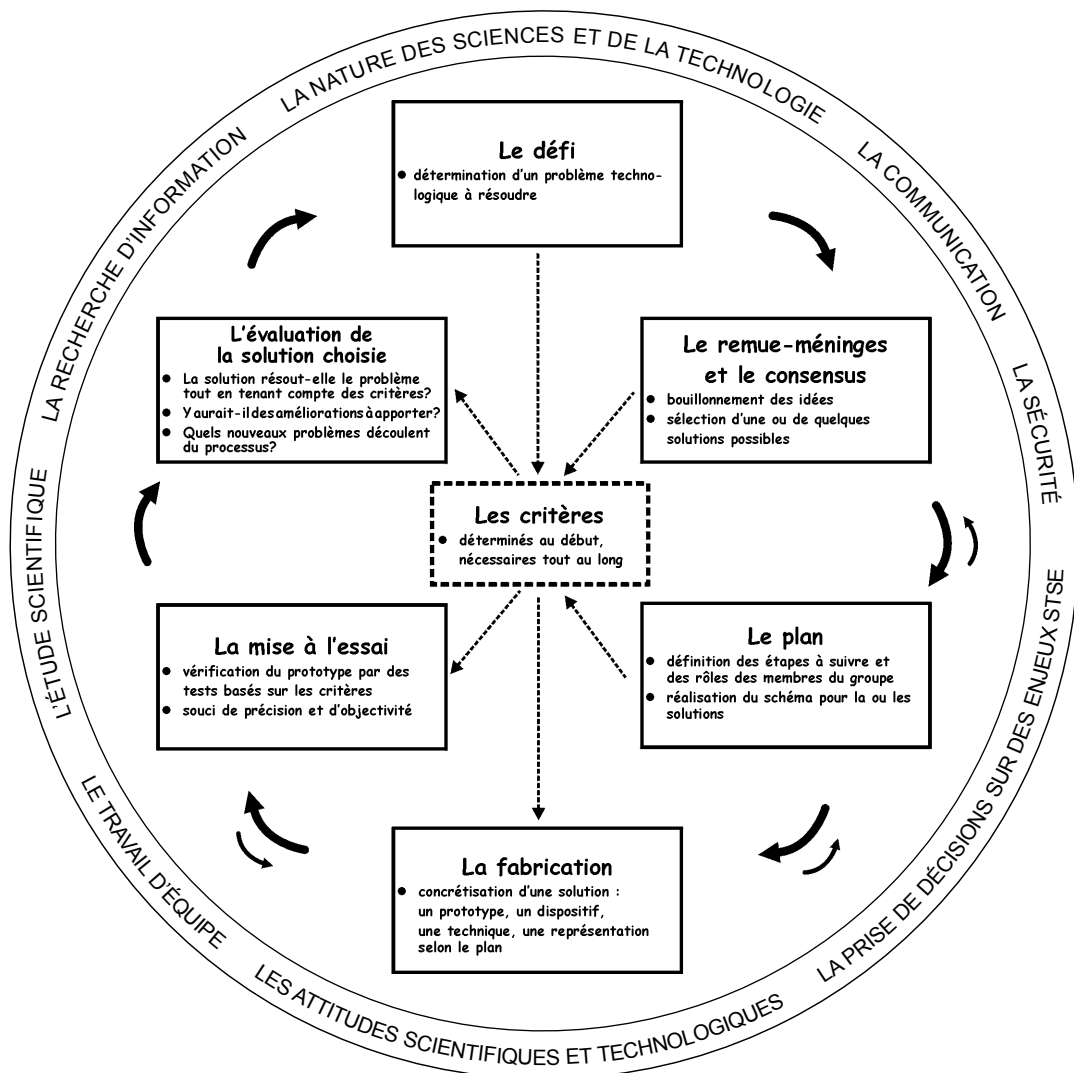 LA NATURE DES SCIENCES ET DE LA TECHNOLOGIE
LA COMMUNICATION
LA SÉCURITÉ
LA PRISE DE DÉCISIONS SUR DES ENJEUX STSE
LES ATTITUDES SCIENTIFIQUES ET TECHNOLOGIQUES
LE TRAVAIL D'ÉQUIPE
L'ÉTUDE SCIENTIFIQUE
LA RECHERCHE D'INFORMATION
Le défi
• détermination d'un problème techno-
logique à résoudre
Le remue-méninges
et le consensus
• bouillonnement des idées
• sélection d'une ou de quelques
solutions possibles
Le plan
• définition des étapes à suivre et
des rôles des membres du groupe
• réalisation du schéma pour la ou les
solutions
La fabrication
• concrétisation d'une solution :
un prototype, un dispositif,
une technique, une représentation
selon le plan
La mise à l'essai
• vérification du prototype par des
tests basés sur les critères
• souci de précision et d'objectivité
L'évaluation de
la solution choisie
• La solution résout-elle le problème
tout en tenant compte des critères?
• Y aurait-il des améliorations à apporter?
• Quels nouveaux problèmes découlent
du processus?
Les critères
• déterminés au début,
nécessaires tout au long